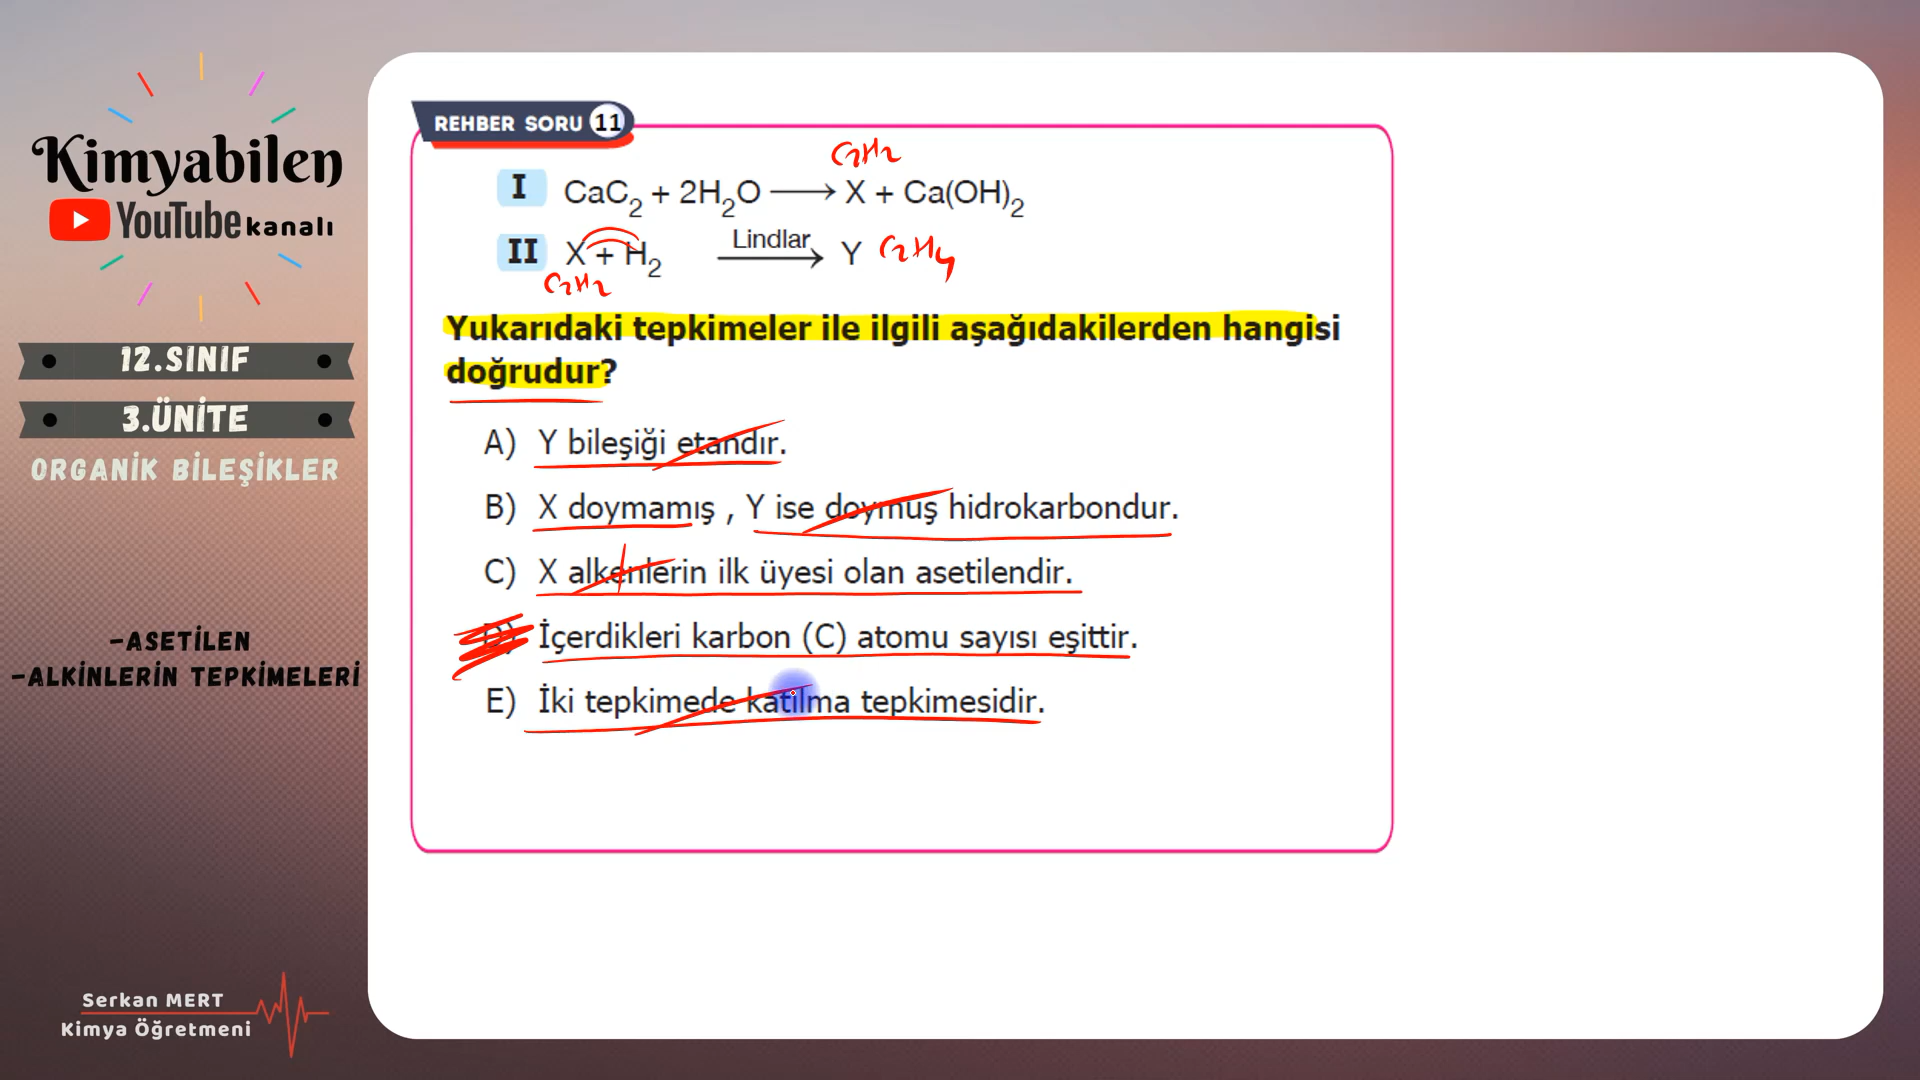 Kimyabilen
YouTube kanalı
12.SINIF
3.ÜNİTE
ORGANİK BİLEŞİKLER
-ASETİLEN
-ALKİNLERİN TEPKİMELERİ
Serkan MERT
Kimya Öğretmeni
REHBER SORU 11
C2H2
I CaC2 + 2H2O ⟶ X + Ca(OH)2
II X + H2 Lindlar ⟶ Y C2H4
C2H2
Yukarıdaki tepkimeler ile ilgili aşağıdakilerden hangisi
doğrudur?
A) Y bileşiği etandır.
B) X doymamış , Y ise doymuş hidrokarbondur.
C) X alkenlerin ilk üyesi olan asetilendir.
D) İçerdikleri karbon (C) atomu sayısı eşittir.
E) İki tepkimede katılma tepkimesidir.